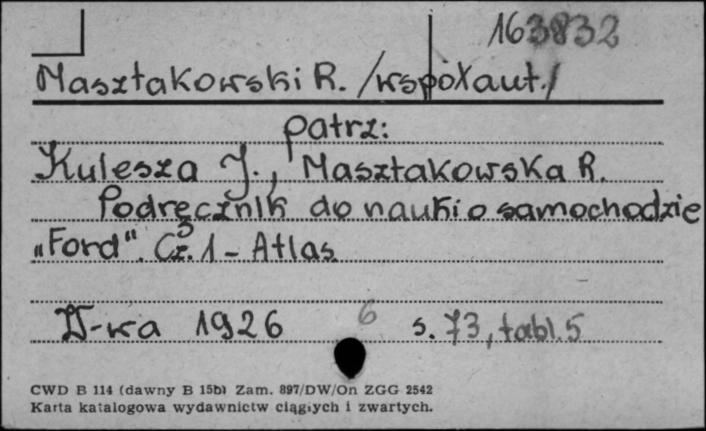 163832
Masztakowski R. /współaut./
patrz:
Kulesza J., Masztakowska R.
Podręcznik do nauki o samochodzie
„Ford". Cz. 1 - Atlas
W-wa 1926 6 s. 73, tabl. 5
CWD B 114 (dawny B 15b) Zam. 897/DW/On ZGG 2542
Karta katalogowa wydawnictw ciągłych i zwartych.